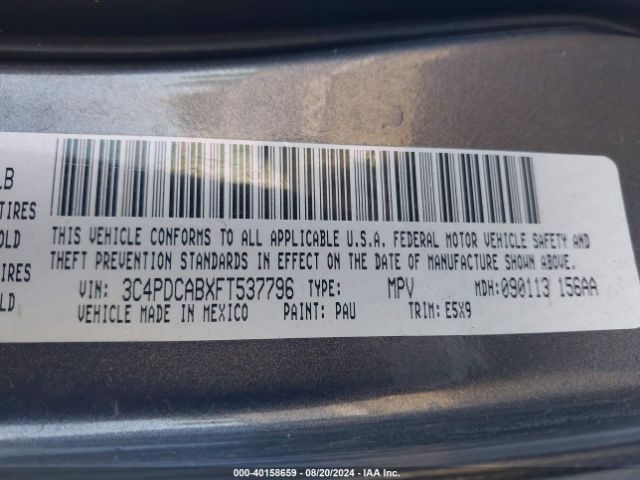 LB
TIRES
OLD
IRES
OLD
THIS VEHICLE CONFORMS TO ALL APPLICABLE U.S.A. FEDERAL MOTOR VEHICLE SAFETY AND
THEFT PREVENTION STANDARDS IN EFFECT ON THE DATE OF MANUFACTURE SHOWN ABOVE.
VIN: 3C4PDCABXFT537796 TYPE: MPV MDH:090113 156AA
VEHICLE MADE IN MEXICO PAINT: PAU TRIM: E5X9
000-40158659 — 08/20/2024 — IAA Inc.